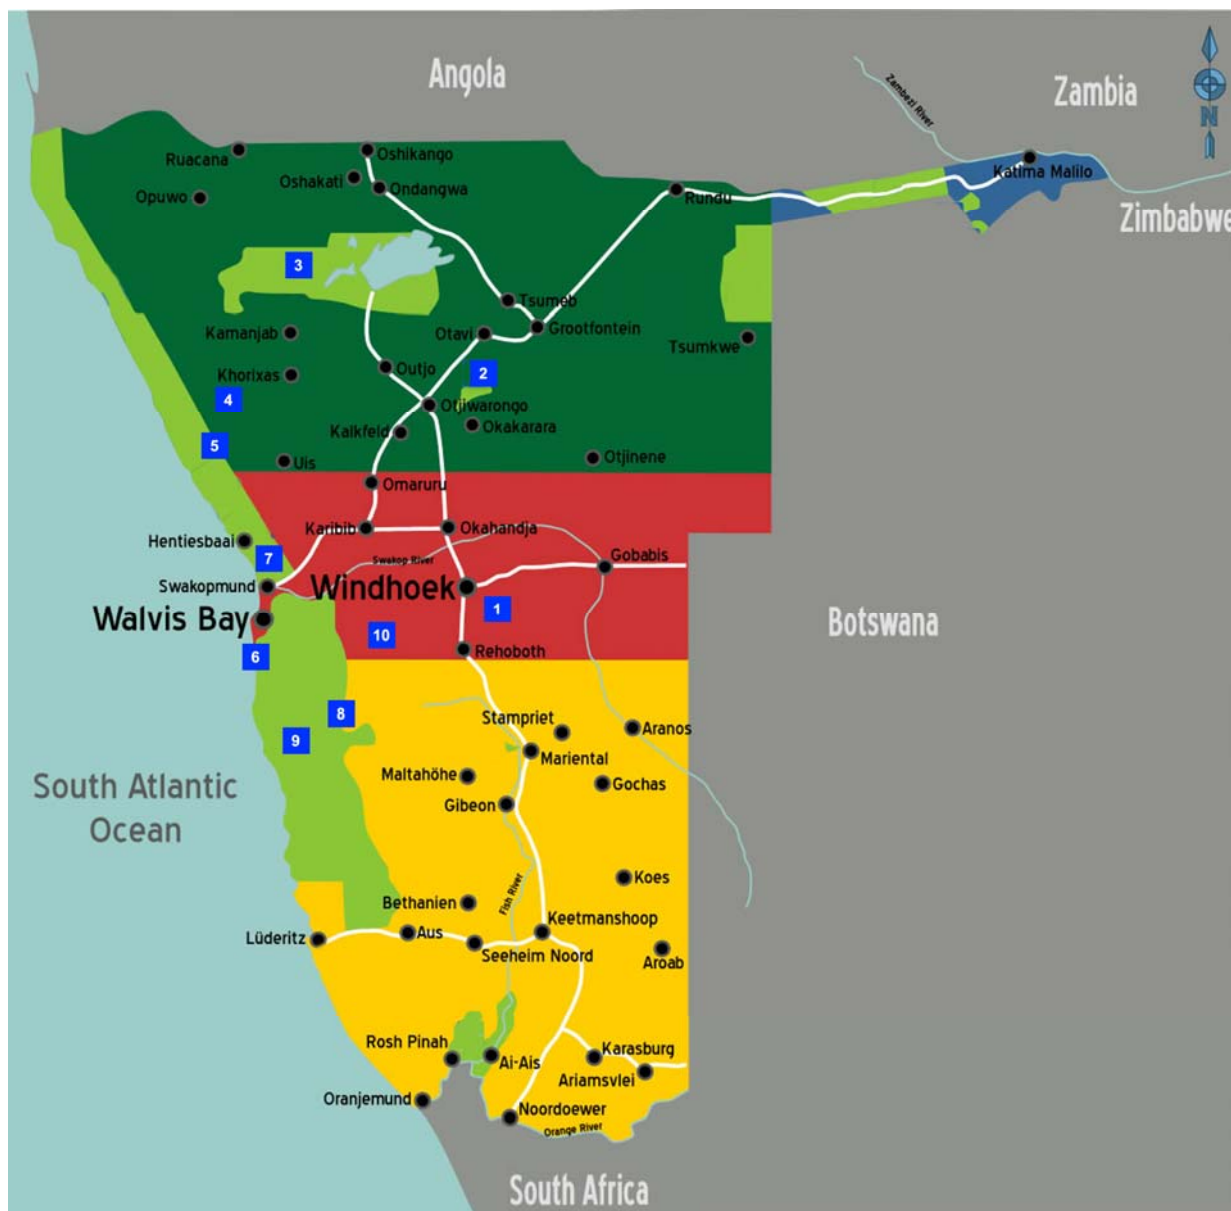 Angola
Zambia
N
Zambezi River
Katima Malilo
Zimbabwe
Ruacana
Oshikango
Oshakati
Ondangwa
Opuwo
Rundu
3
Tsumeb
Kamanjab
Otavi
Grootfontein
Tsumkwe
Khorixas
Outjo
2
4
Otjiwarongo
Kalkfeld
Okakarara
5
Uis
Otjinene
Omaruru
Hentiesbaai
Karibib
Okahandja
7
Swakop River
Gobabis
Swakopmund
Windhoek
1
Walvis Bay
10
Botswana
6
Rehoboth
8
Stampriet
Aranos
9
Mariental
South Atlantic
Ocean
Maltahöhe
Gochas
Gibeon
Koes
Bethanien
Fish River
Keetmanshoop
Lüderitz
Aus
Seeheim Noord
Aroab
Rosh Pinah
Ai-Ais
Karasburg
Ariamsvlei
Oranjemund
Noordoewer
Orange River
South Africa